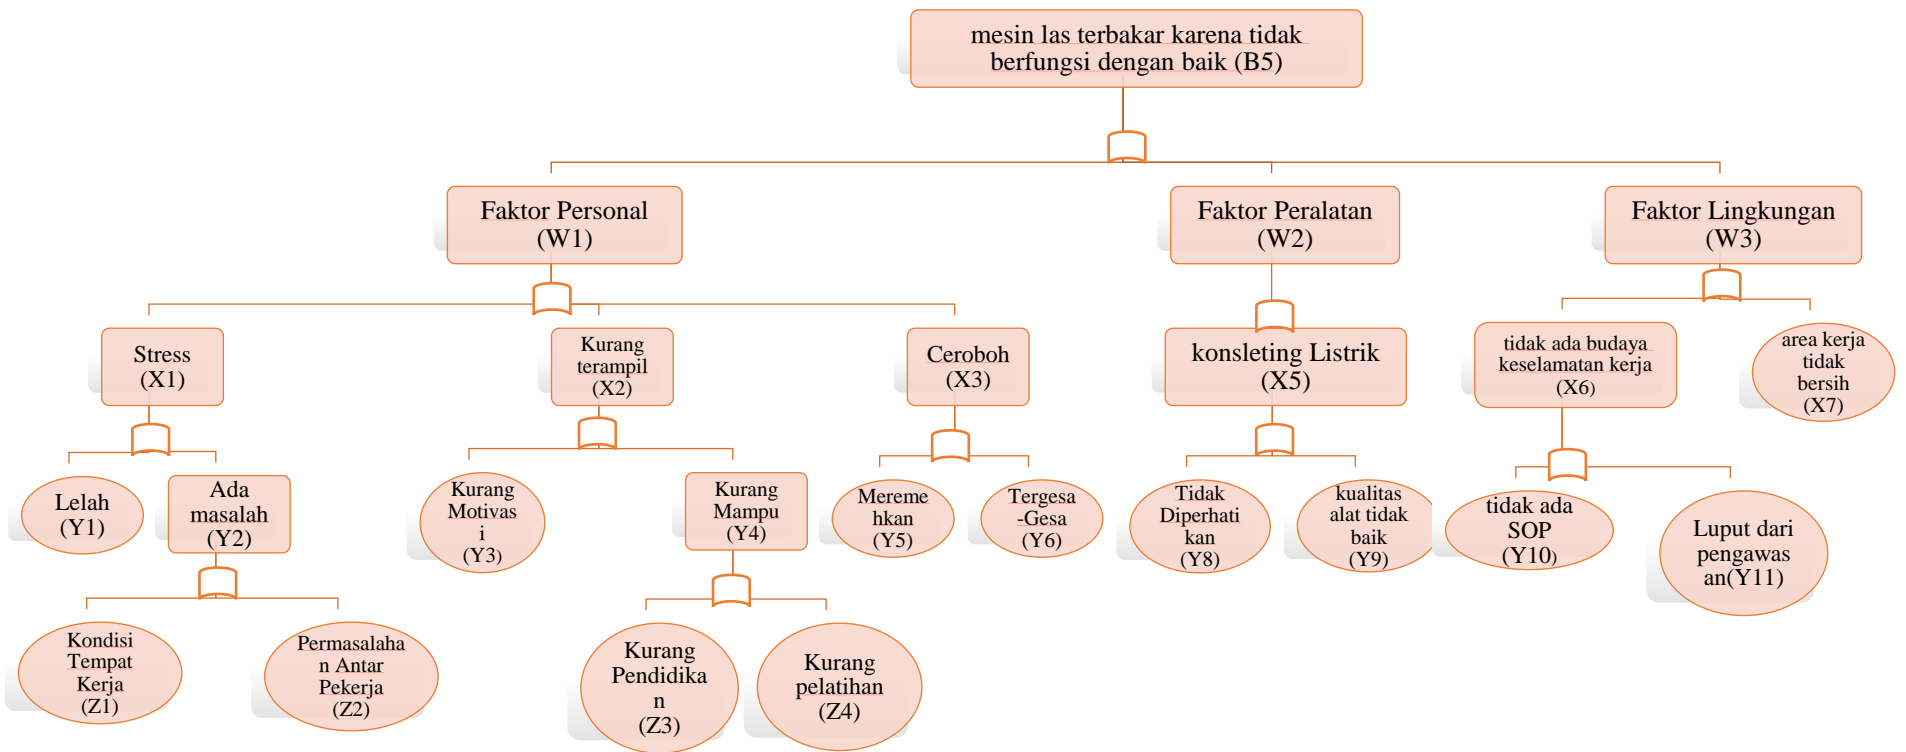 mesin las terbakar karena tidak
berfungsi dengan baik (B5)
Faktor Personal
(W1)
Faktor Peralatan
(W2)
Faktor Lingkungan
(W3)
Stress
(X1)
Kurang
terampil
(X2)
Ceroboh
(X3)
konsleting Listrik
(X5)
tidak ada budaya
keselamatan kerja
(X6)
area kerja
tidak
bersih
(X7)
Lelah
(Y1)
Ada
masalah
(Y2)
Kurang
Motivas
i
(Y3)
Kurang
Mampu
(Y4)
Mereme
hkan
(Y5)
Tergesa
-Gesa
(Y6)
Tidak
Diperhati
kan
(Y8)
kualitas
alat tidak
baik
(Y9)
tidak ada
SOP
(Y10)
Luput dari
pengawas
an(Y11)
Kondisi
Tempat
Kerja
(Z1)
Permasalaha
n Antar
Pekerja
(Z2)
Kurang
Pendidika
n
(Z3)
Kurang
pelatihan
(Z4)